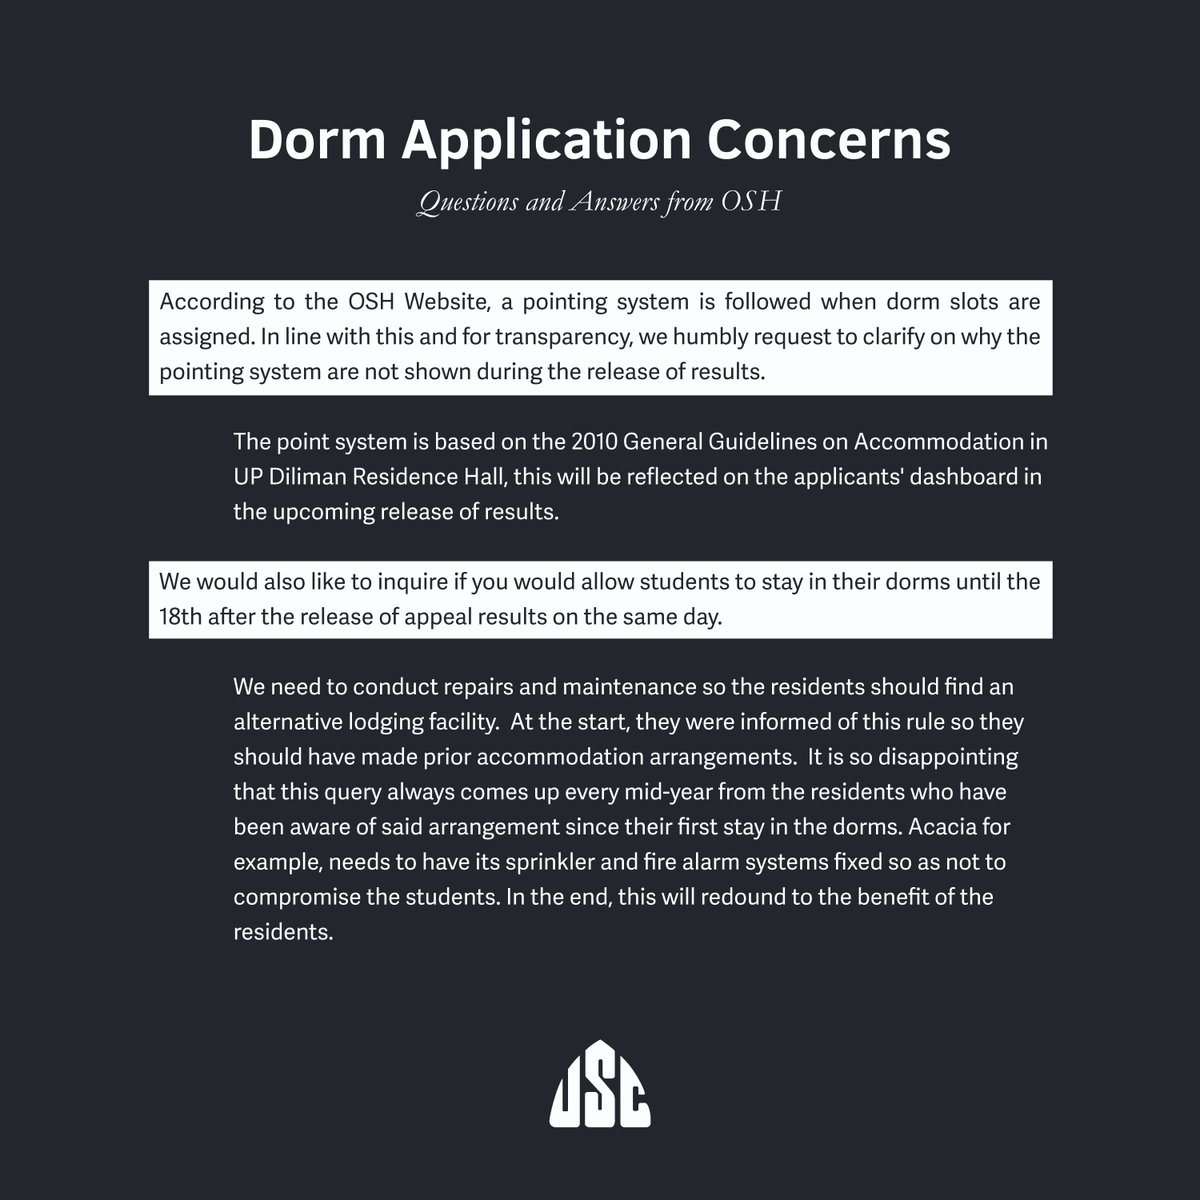 Dorm Application Concerns
Questions and Answers from OSH
According to the OSH Website, a pointing system is followed when dorm slots are
assigned. In line with this and for transparency, we humbly request to clarify on why the
pointing system are not shown during the release of results.
The point system is based on the 2010 General Guidelines on Accommodation in
UP Diliman Residence Hall, this will be reflected on the applicants' dashboard in
the upcoming release of results.
We would also like to inquire if you would allow students to stay in their dorms until the
18th after the release of appeal results on the same day.
We need to conduct repairs and maintenance so the residents should find an
alternative lodging facility.  At the start, they were informed of this rule so they
should have made prior accommodation arrangements.  It is so disappointing
that this query always comes up every mid-year from the residents who have
been aware of said arrangement since their first stay in the dorms. Acacia for
example, needs to have its sprinkler and fire alarm systems fixed so as not to
compromise the students. In the end, this will redound to the benefit of the
residents.
USC